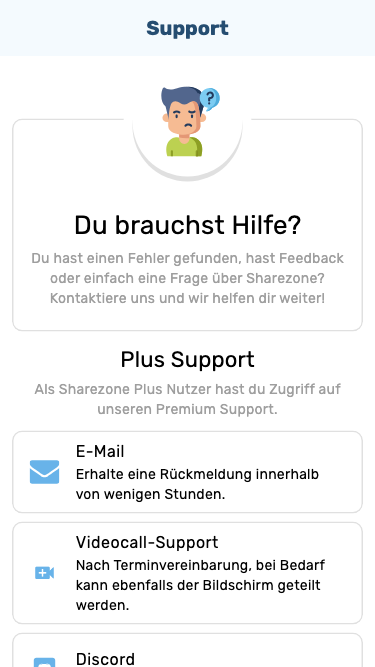 Support
?
Du brauchst Hilfe?
Du hast einen Fehler gefunden, hast Feedback
oder einfach eine Frage über Sharezone?
Kontaktiere uns und wir helfen dir weiter!
Plus Support
Als Sharezone Plus Nutzer hast du Zugriff auf
unseren Premium Support.
E-Mail
Erhalte eine Rückmeldung innerhalb
von wenigen Stunden.
Videocall-Support
Nach Terminvereinbarung, bei Bedarf
kann ebenfalls der Bildschirm geteilt
werden.
Discord